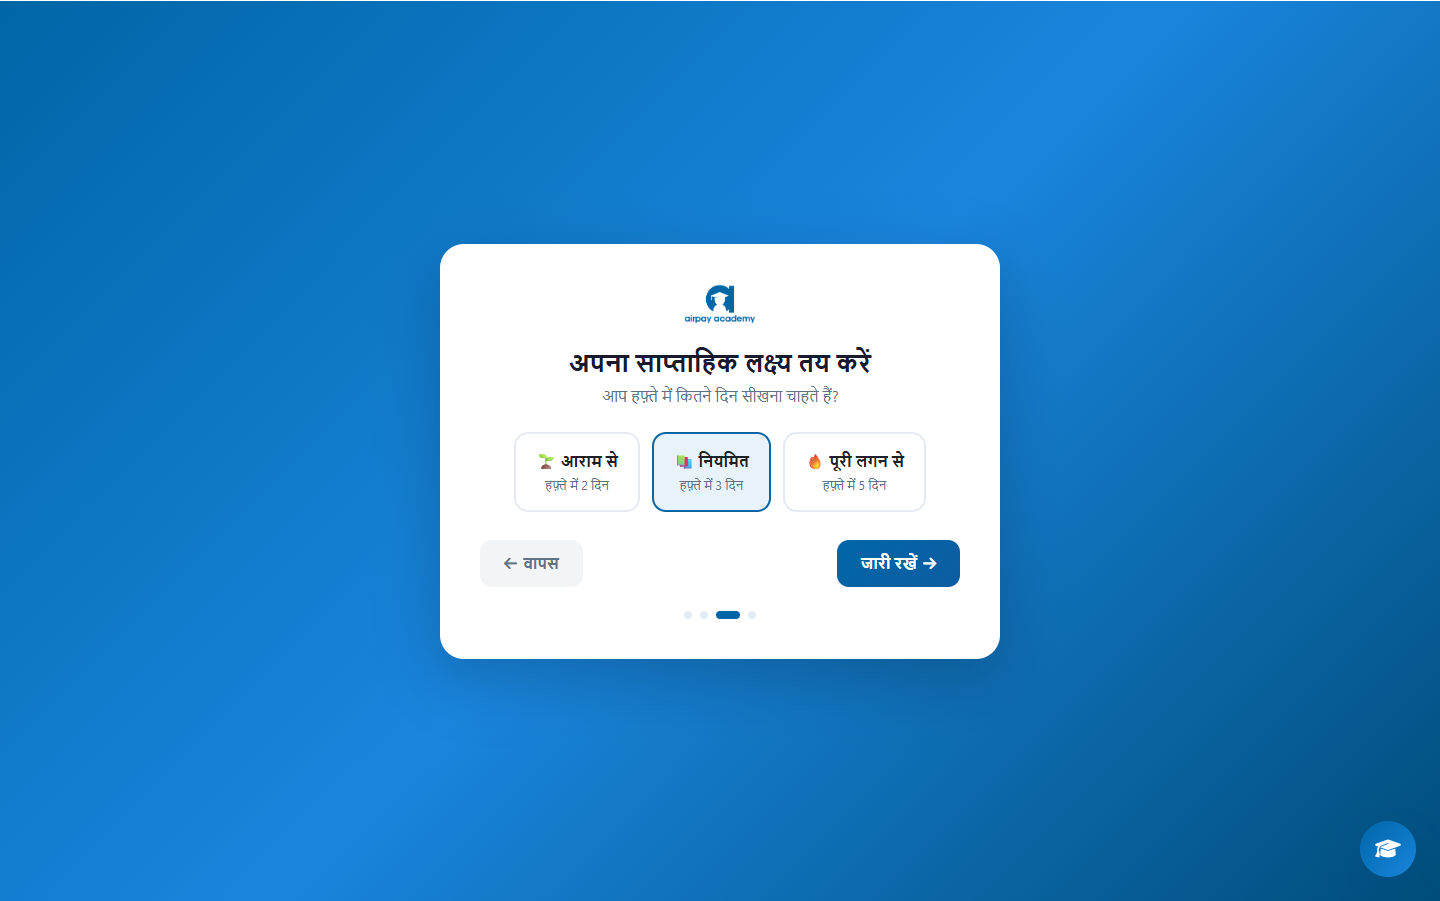 airpay academy
अपना साप्ताहिक लक्ष्य तय करें
आप हफ़्ते में कितने दिन सीखना चाहते हैं?
🌱 आराम से
हफ़्ते में 2 दिन
📚 नियमित
हफ़्ते में 3 दिन
🔥 पूरी लगन से
हफ़्ते में 5 दिन
← वापस
जारी रखें →